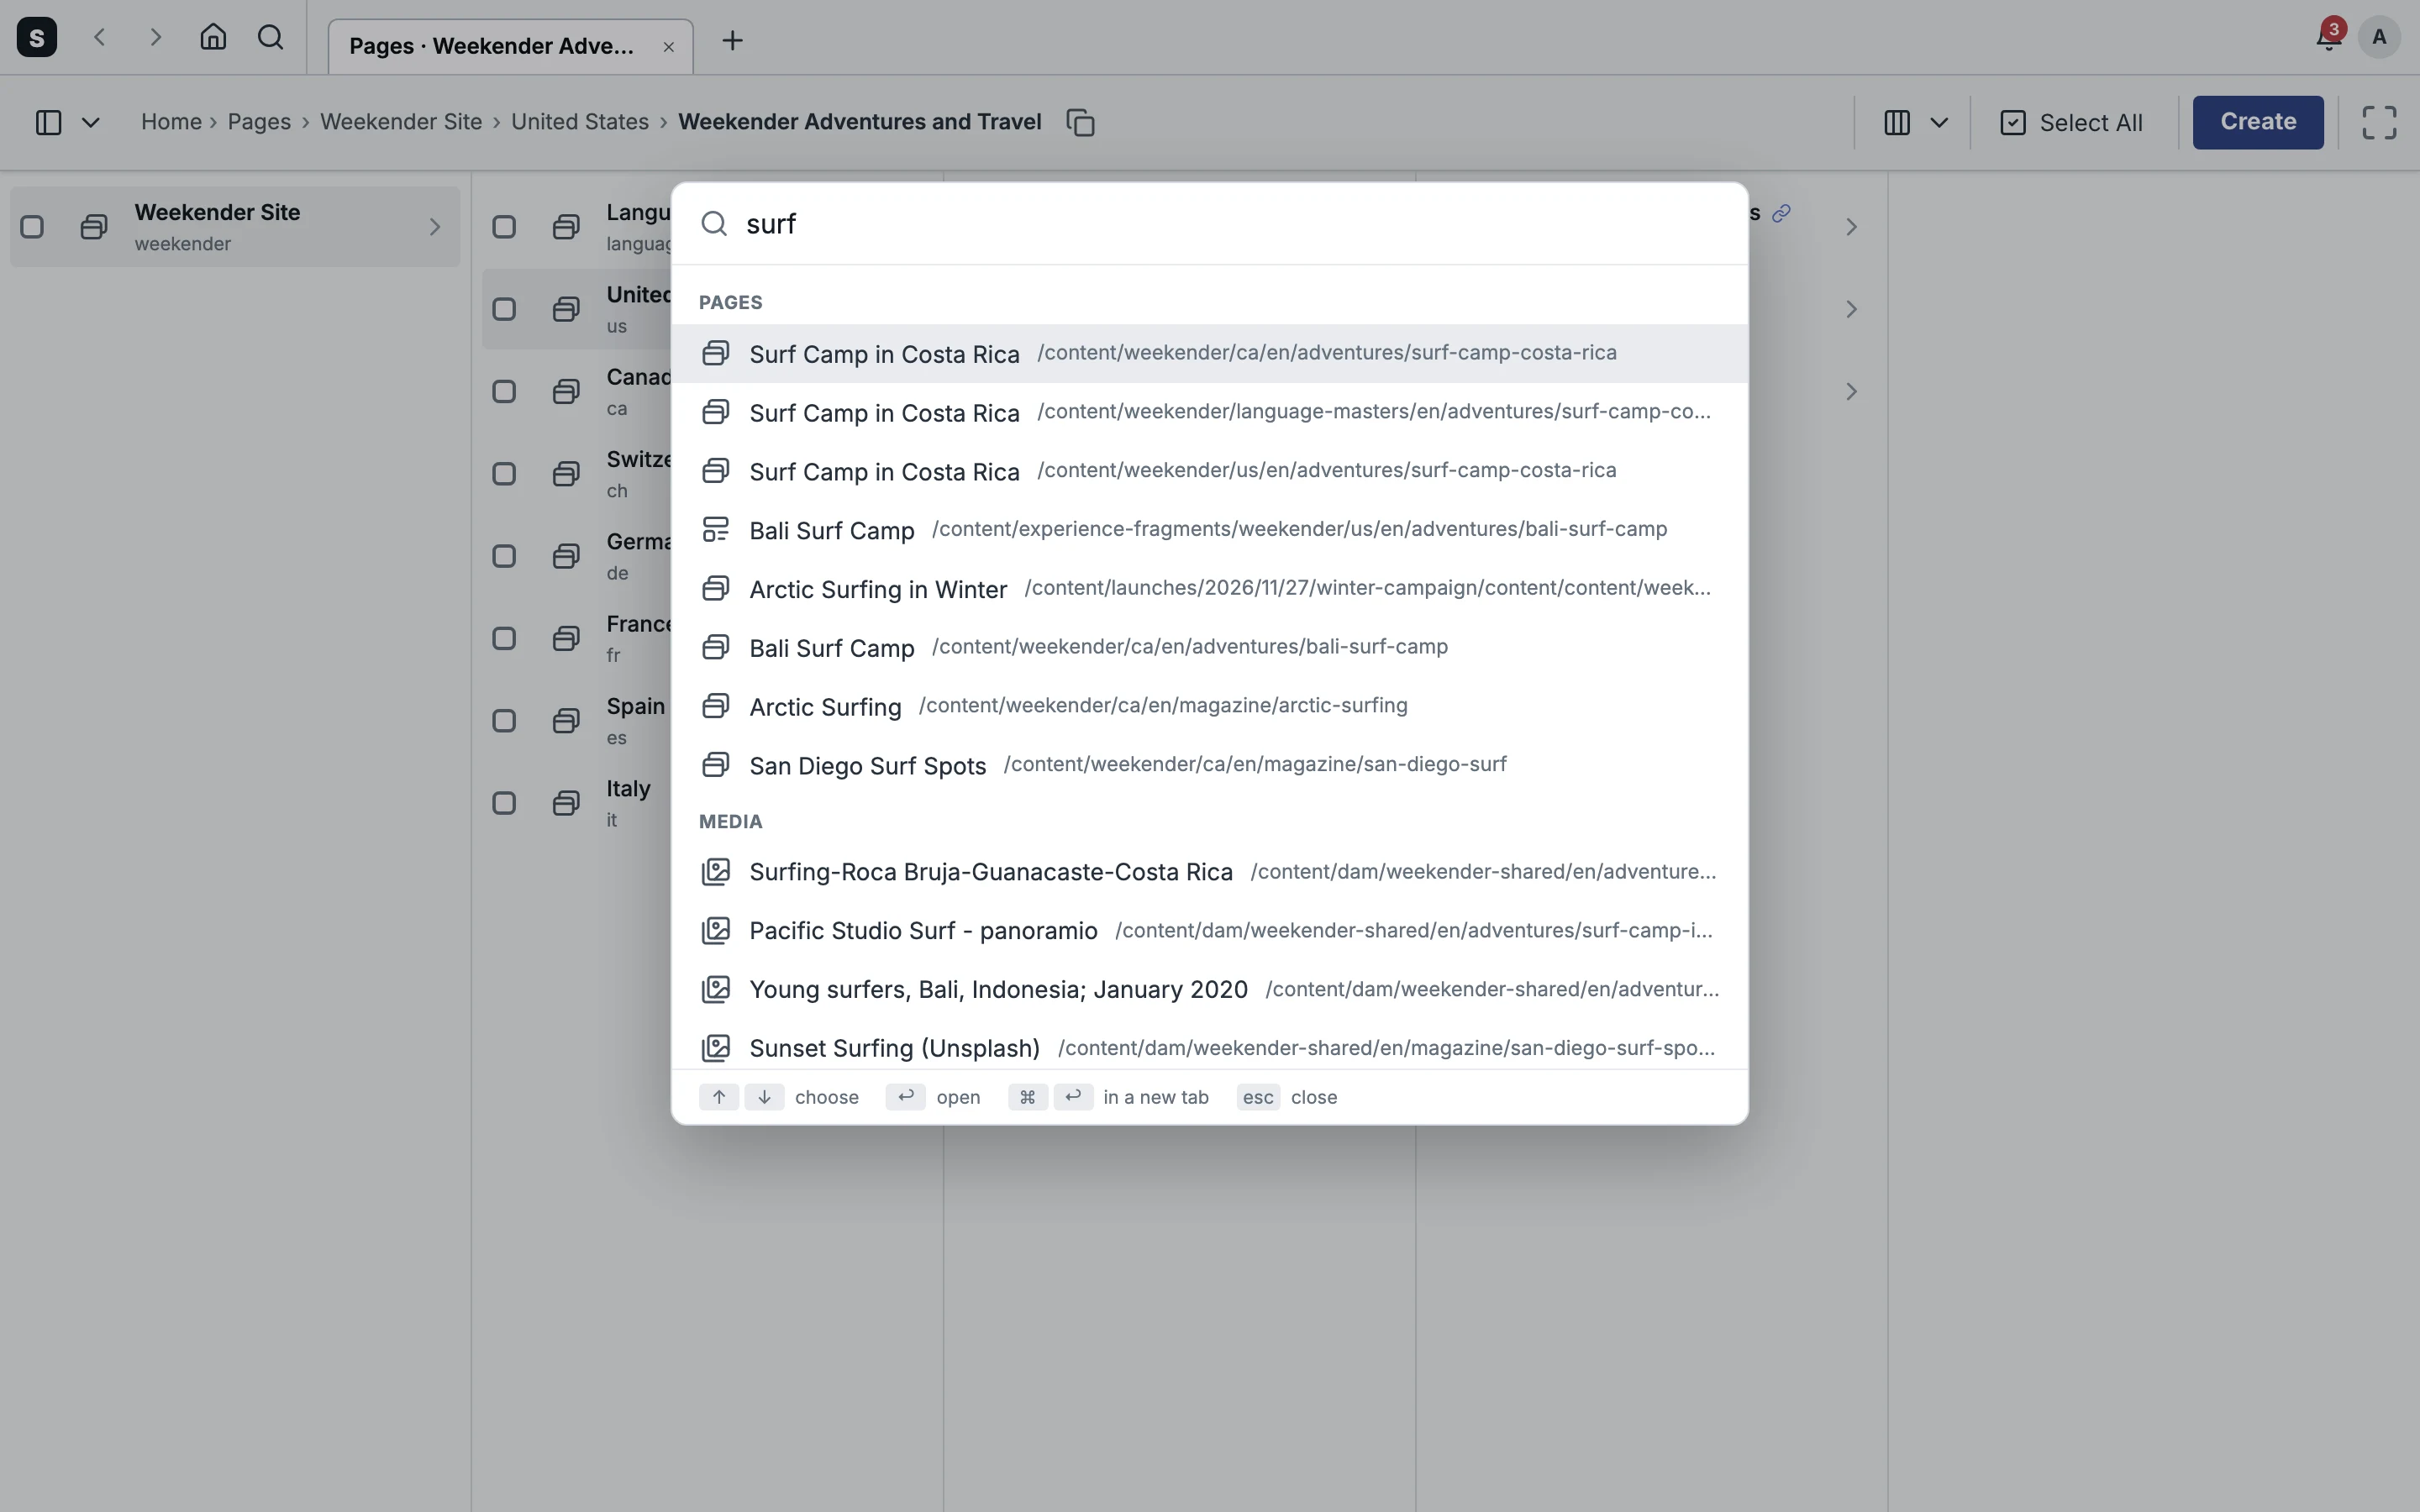 S
Pages · Weekender Adve...
3
A
Home › Pages › Weekender Site › United States › Weekender Adventures and Travel
Select All
Create
Weekender Site
weekender
Langu
languag
United
us
Canad
ca
Switze
ch
Germa
de
France
fr
Spain
es
Italy
it
s
surf
PAGES
Surf Camp in Costa Rica /content/weekender/ca/en/adventures/surf-camp-costa-rica
Surf Camp in Costa Rica /content/weekender/language-masters/en/adventures/surf-camp-co...
Surf Camp in Costa Rica /content/weekender/us/en/adventures/surf-camp-costa-rica
Bali Surf Camp /content/experience-fragments/weekender/us/en/adventures/bali-surf-camp
Arctic Surfing in Winter /content/launches/2026/11/27/winter-campaign/content/content/week...
Bali Surf Camp /content/weekender/ca/en/adventures/bali-surf-camp
Arctic Surfing /content/weekender/ca/en/magazine/arctic-surfing
San Diego Surf Spots /content/weekender/ca/en/magazine/san-diego-surf
MEDIA
Surfing-Roca Bruja-Guanacaste-Costa Rica /content/dam/weekender-shared/en/adventure...
Pacific Studio Surf - panoramio /content/dam/weekender-shared/en/adventures/surf-camp-i...
Young surfers, Bali, Indonesia; January 2020 /content/dam/weekender-shared/en/adventur...
Sunset Surfing (Unsplash) /content/dam/weekender-shared/en/magazine/san-diego-surf-spo...
↑ ↓ choose ↩ open ⌘ ↩ in a new tab esc close